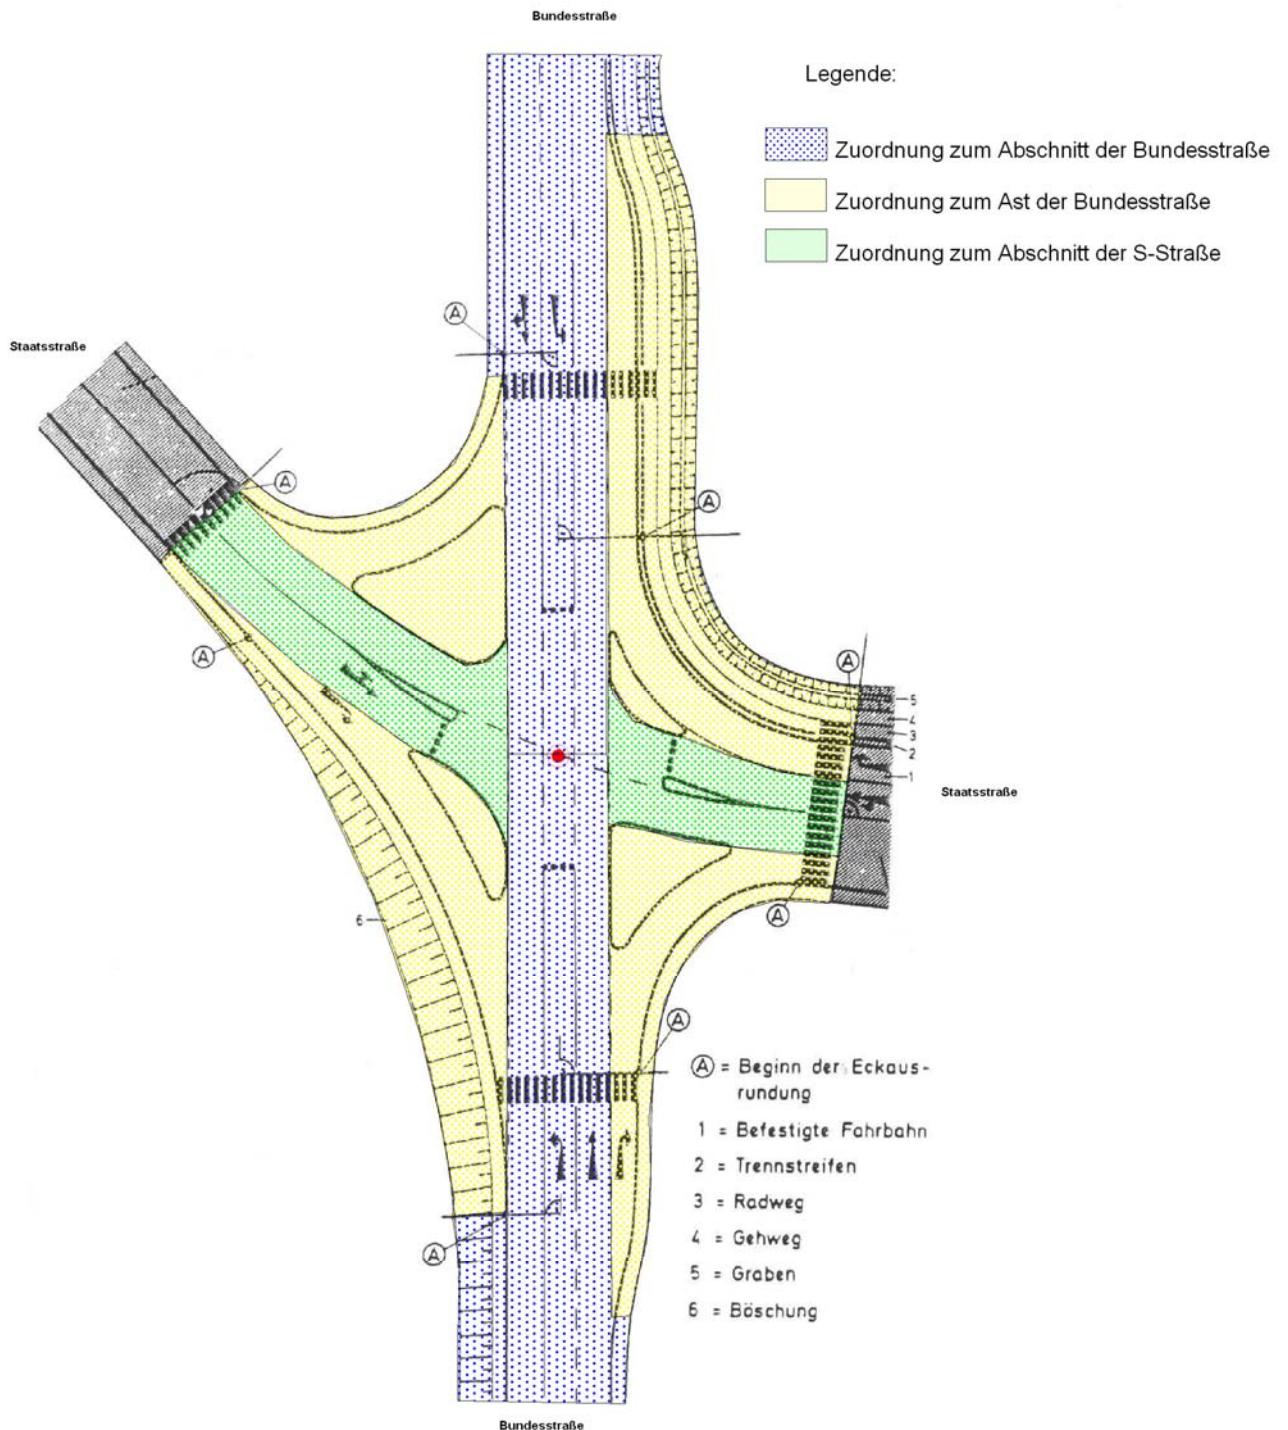 Bundesstraße
Legende:
Zuordnung zum Abschnitt der Bundesstraße
Zuordnung zum Ast der Bundesstraße
Zuordnung zum Abschnitt der S-Straße
A
Staatsstraße
A
A
A
A
5
4
3
2
1
Staatsstraße
6
A
A
A = Beginn der Eckaus-
rundung
1 = Befestigte Fahrbahn
2 = Trennstreifen
3 = Radweg
4 = Gehweg
A
5 = Graben
6 = Böschung
Bundesstraße